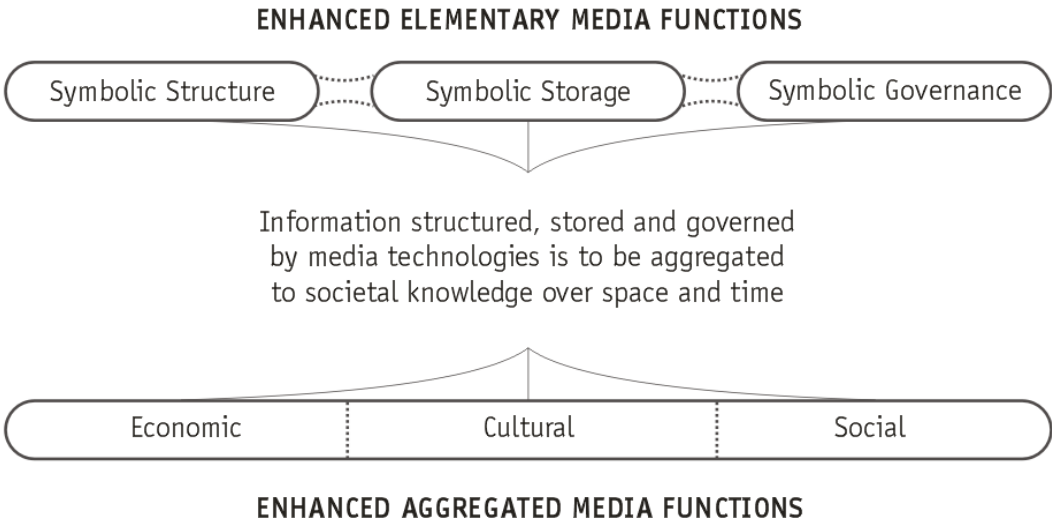 ENHANCED ELEMENTARY MEDIA FUNCTIONS
Symbolic Structure
Symbolic Storage
Symbolic Governance
Information structured, stored and governed
by media technologies is to be aggregated
to societal knowledge over space and time
Economic
Cultural
Social
ENHANCED AGGREGATED MEDIA FUNCTIONS